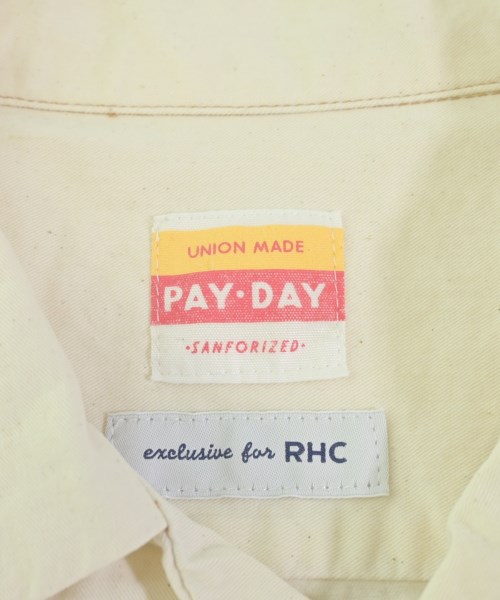 UNION MADE
PAY·DAY
·SANFORIZED·
exclusive for RHC